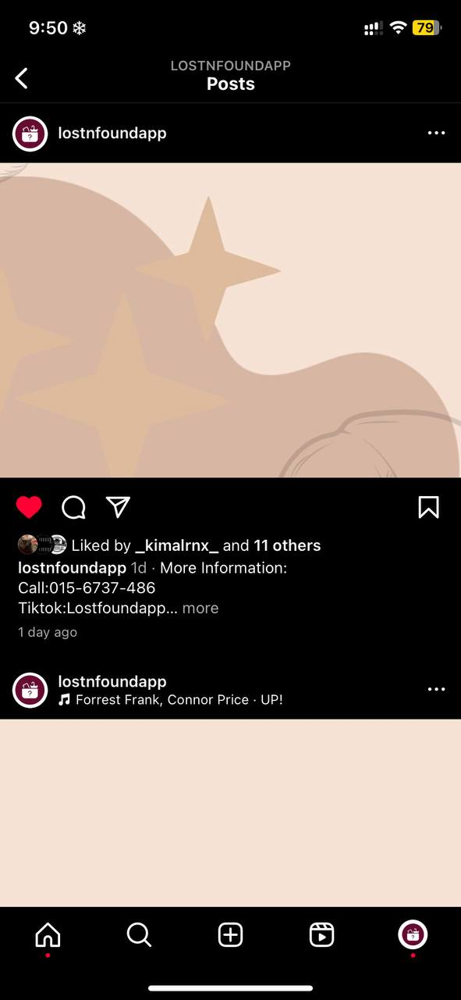 9:50
79
LOSTNFOUNDAPP
Posts
lostnfoundapp
Liked by _kimalrnx_ and 11 others
lostnfoundapp 1d · More Information:
Call:015-6737-486
Tiktok:Lostfoundapp... more
1 day ago
lostnfoundapp
Forrest Frank, Connor Price · UP!